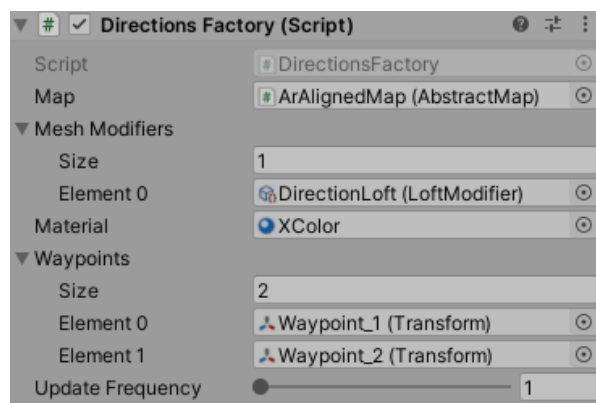 Directions Factory (Script)
Script DirectionsFactory
Map ArAlignedMap (AbstractMap)
Mesh Modifiers
Size 1
Element 0 DirectionLoft (LoftModifier)
Material XColor
Waypoints
Size 2
Element 0 Waypoint_1 (Transform)
Element 1 Waypoint_2 (Transform)
Update Frequency 1